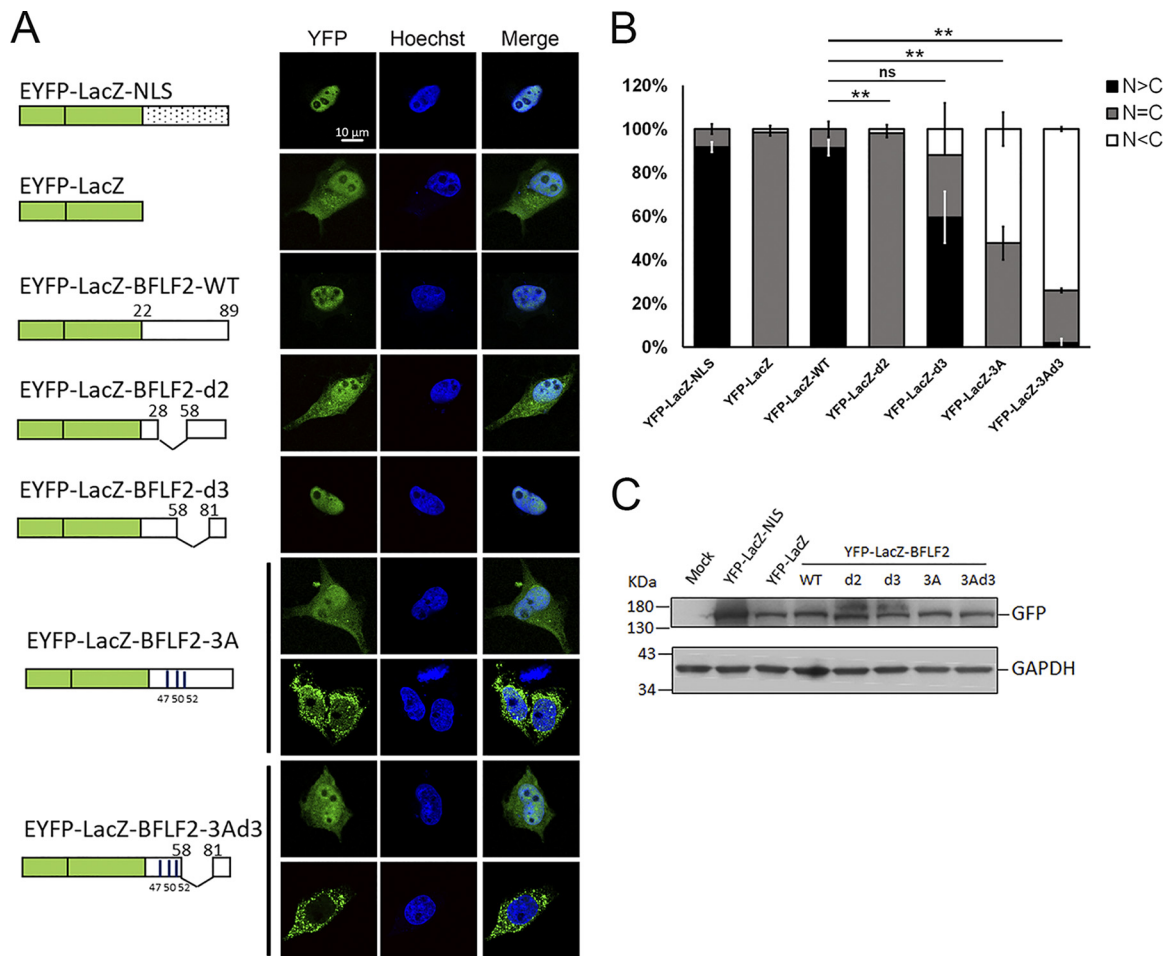 A
YFP Hoechst Merge
EYFP-LacZ-NLS
10 µm
EYFP-LacZ
EYFP-LacZ-BFLF2-WT
22 89
EYFP-LacZ-BFLF2-d2
28 58
EYFP-LacZ-BFLF2-d3
58 81
EYFP-LacZ-BFLF2-3A
47 50 52
EYFP-LacZ-BFLF2-3Ad3
58 81
47 50 52
B
**
**
ns
**
120%
100%
80%
60%
40%
20%
0%
N>C
N=C
N<C
YFP-LacZ-NLS
YFP-LacZ
YFP-LacZ-WT
YFP-LacZ-d2
YFP-LacZ-d3
YFP-LacZ-3A
YFP-LacZ-3Ad3
C
Mock
YFP-LacZ-NLS
YFP-LacZ
YFP-LacZ-BFLF2
WT d2 d3 3A 3Ad3
KDa
180
130
GFP
43
34
GAPDH